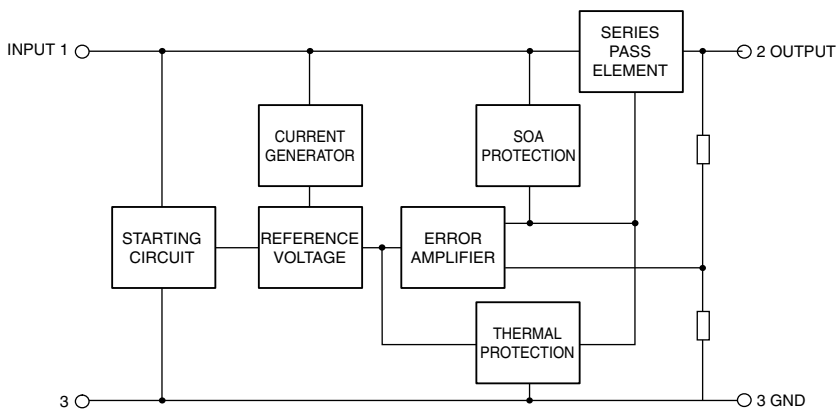 SERIES
PASS
ELEMENT
INPUT 1
2 OUTPUT
CURRENT
GENERATOR
SOA
PROTECTION
STARTING
CIRCUIT
REFERENCE
VOLTAGE
ERROR
AMPLIFIER
THERMAL
PROTECTION
3
3 GND